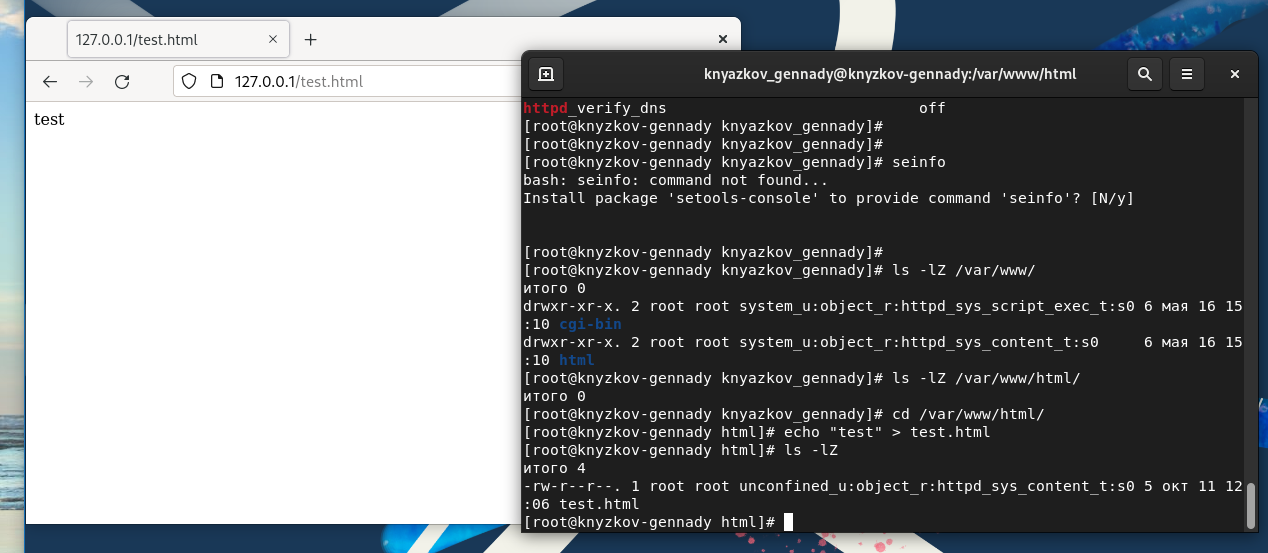 127.0.0.1/test.html
127.0.0.1/test.html
test
knyazkov_gennady@knyzkov-gennady:/var/www/html
httpd_verify_dns                            off
[root@knyzkov-gennady knyazkov_gennady]#
[root@knyzkov-gennady knyazkov_gennady]#
[root@knyzkov-gennady knyazkov_gennady]# seinfo
bash: seinfo: command not found...
Install package 'setools-console' to provide command 'seinfo'? [N/y]
[root@knyzkov-gennady knyazkov_gennady]#
[root@knyzkov-gennady knyazkov_gennady]# ls -lZ /var/www/
итого 0
drwxr-xr-x. 2 root root system_u:object_r:httpd_sys_script_exec_t:s0 6 мая 16 15
:10 cgi-bin
drwxr-xr-x. 2 root root system_u:object_r:httpd_sys_content_t:s0     6 мая 16 15
:10 html
[root@knyzkov-gennady knyazkov_gennady]# ls -lZ /var/www/html/
итого 0
[root@knyzkov-gennady knyazkov_gennady]# cd /var/www/html/
[root@knyzkov-gennady html]# echo "test" > test.html
[root@knyzkov-gennady html]# ls -lZ
итого 4
-rw-r--r--. 1 root root unconfined_u:object_r:httpd_sys_content_t:s0 5 окт 11 12
:06 test.html
[root@knyzkov-gennady html]#